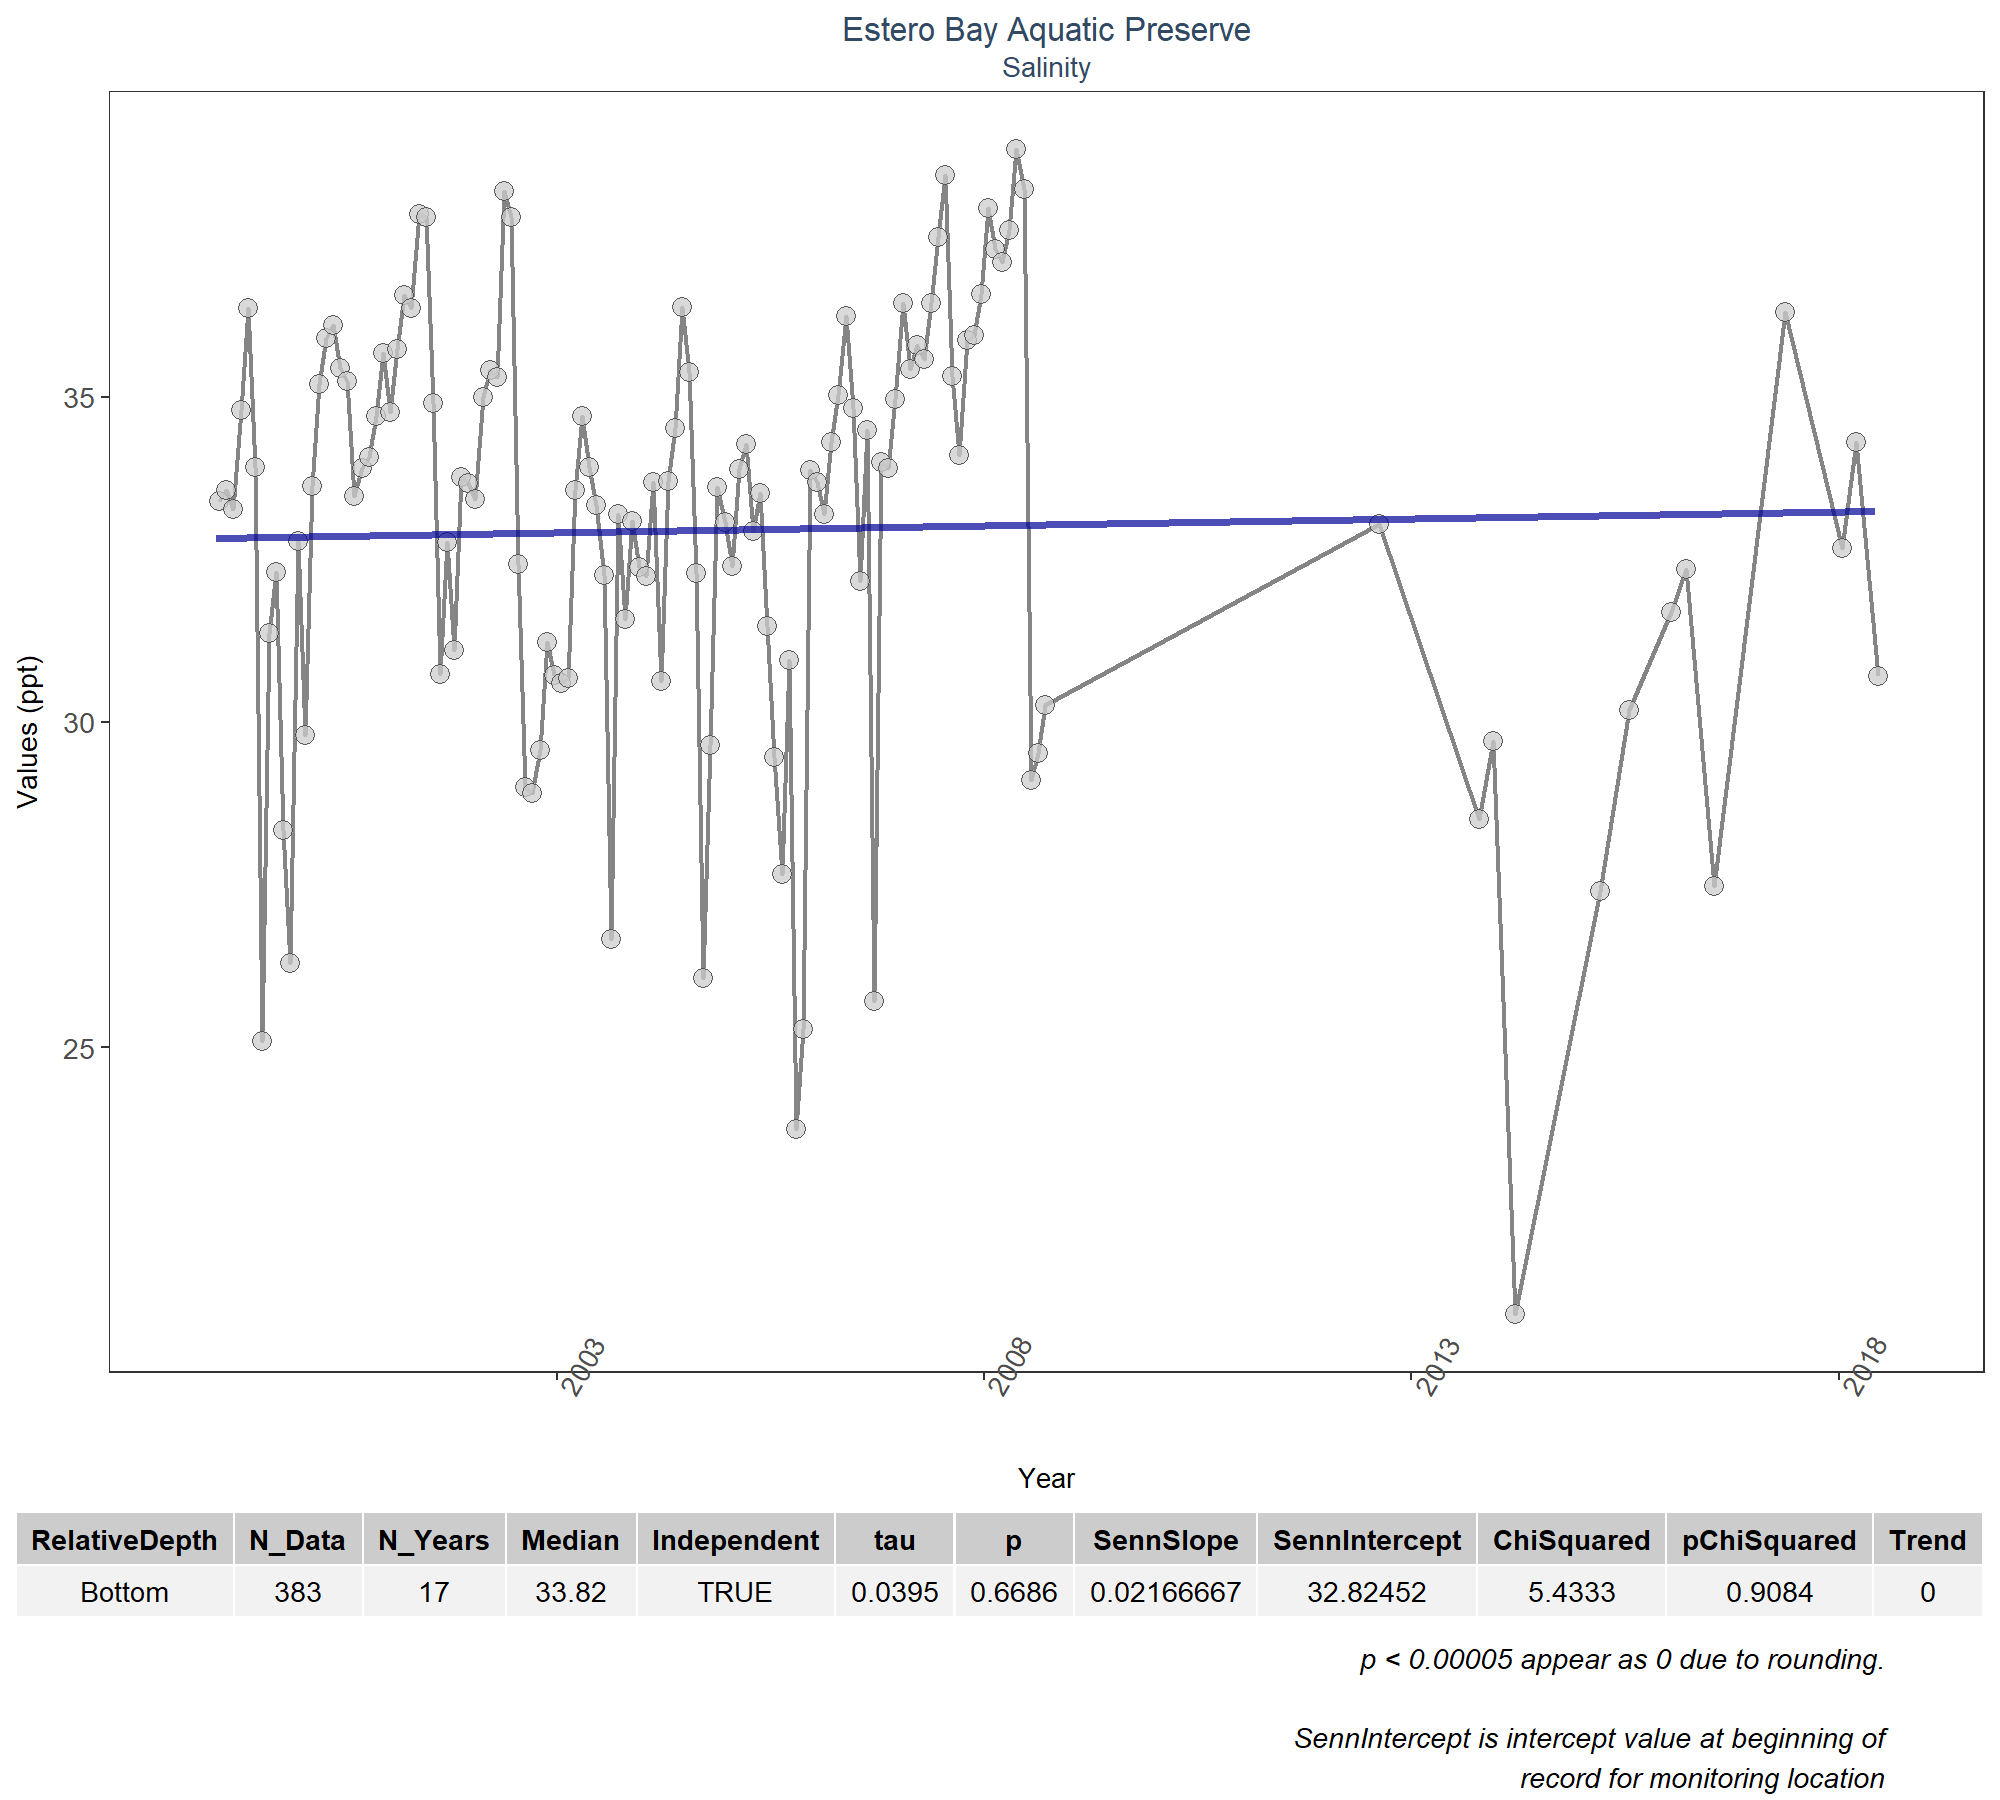 Estero Bay Aquatic Preserve
Salinity
Values (ppt)
35
30
25
2003 2008 2013 2018
Year
RelativeDepth N_Data N_Years Median Independent tau p SennSlope SennIntercept ChiSquared pChiSquared Trend
Bottom 383 17 33.82 TRUE 0.0395 0.6686 0.02166667 32.82452 5.4333 0.9084 0
p < 0.00005 appear as 0 due to rounding.
SennIntercept is intercept value at beginning of
record for monitoring location